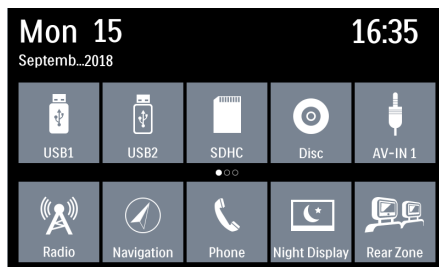 Mon 15 16:35
Septemb...2018
USB1 USB2 SDHC Disc AV-IN 1
Radio Navigation Phone Night Display Rear Zone